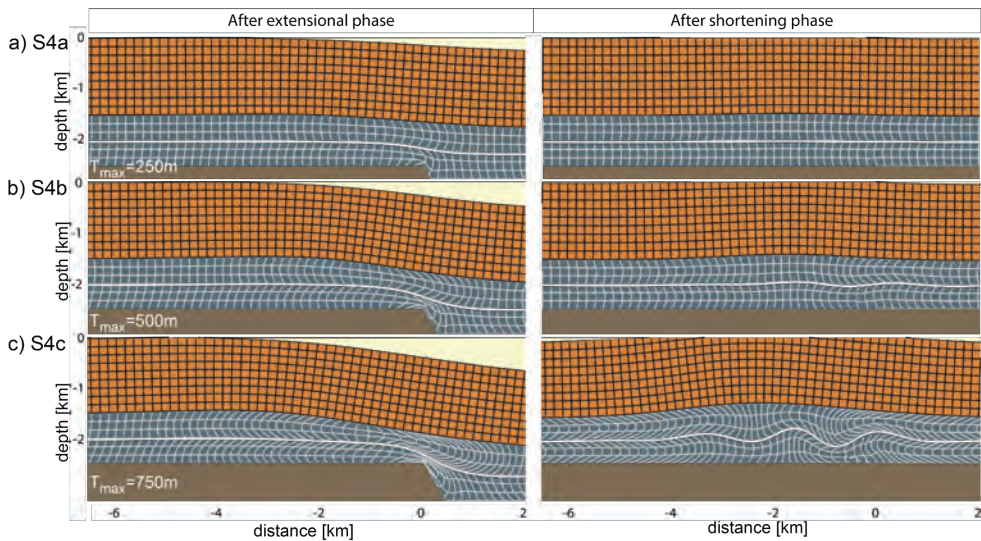 After extensional phase After shortening phase
a) S4a
0
-1
-2
depth [km]
Tmax=250m
b) S4b
0
-1
-2
depth [km]
Tmax=500m
c) S4c
0
-1
-2
depth [km]
Tmax=750m
-6 -4 -2 0 2 -6 -4 -2 0 2
distance [km] distance [km]